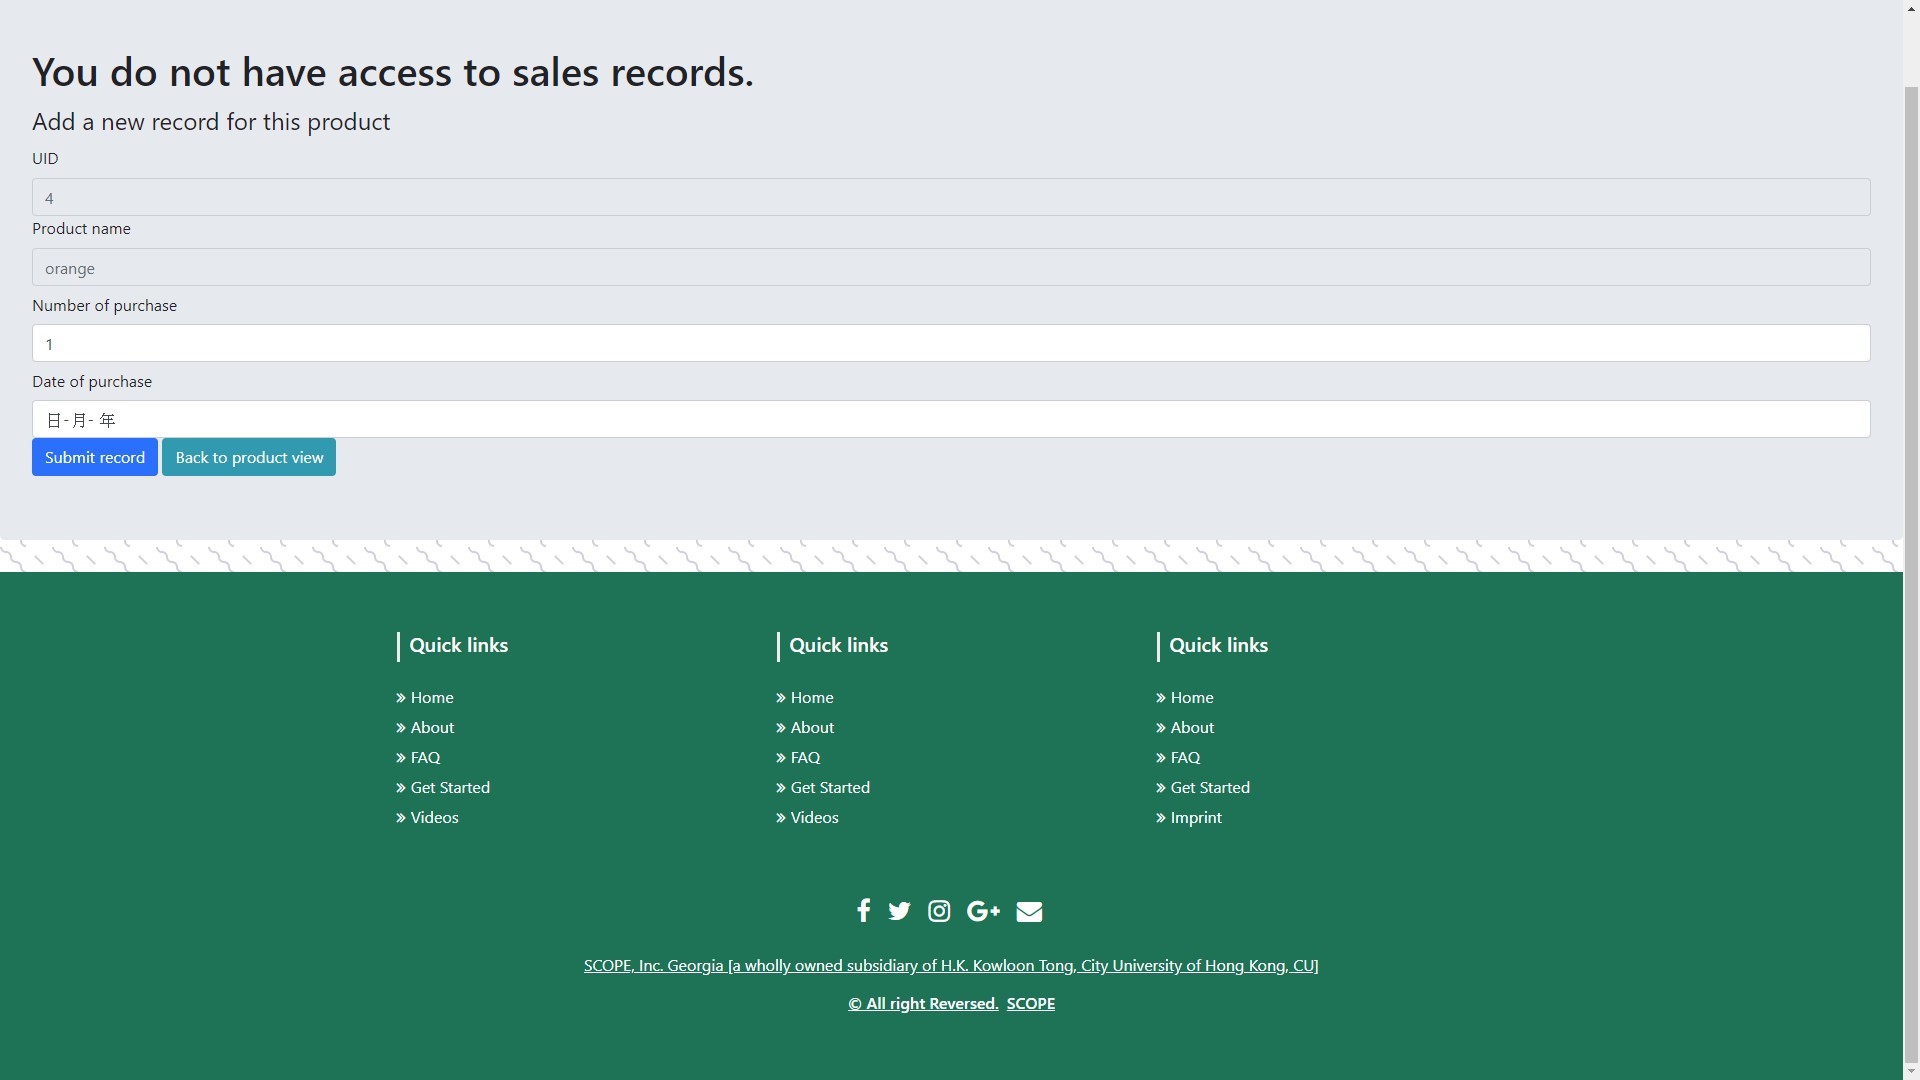 You do not have access to sales records.
Add a new record for this product
UID
4
Product name
orange
Number of purchase
1
Date of purchase
日-月- 年
Submit record Back to product view
Quick links Quick links Quick links
Home Home Home
About About About
FAQ FAQ FAQ
Get Started Get Started Get Started
Videos Videos Imprint
SCOPE, Inc. Georgia [a wholly owned subsidiary of H.K. Kowloon Tong, City University of Hong Kong, CU]
© All right Reversed. SCOPE